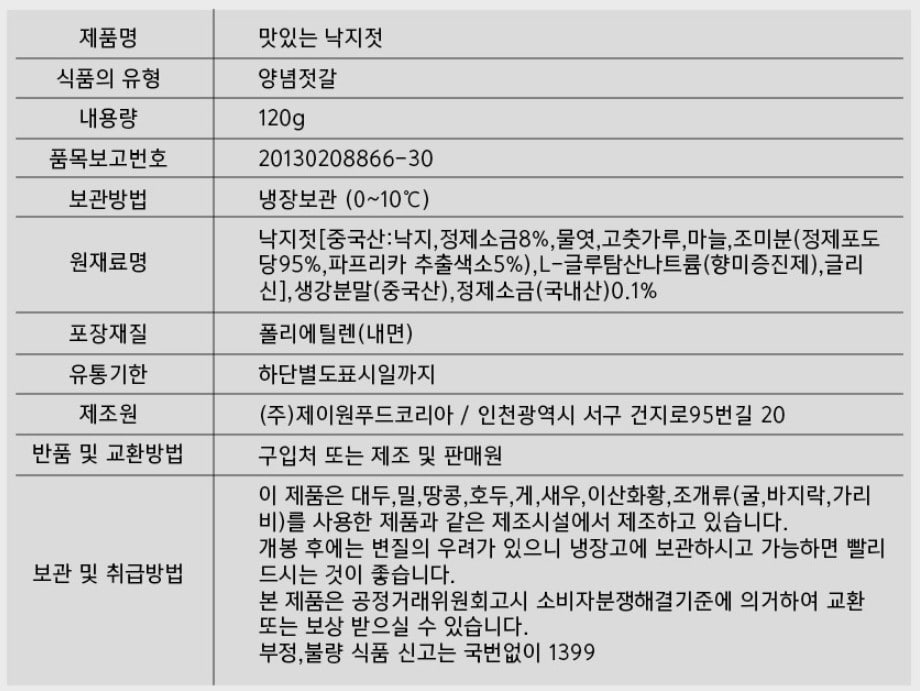 제품명 맛있는 낙지젓
식품의 유형 양념젓갈
내용량 120g
품목보고번호 20130208866-30
보관방법 냉장보관 (0~10℃)
원재료명 낙지젓[중국산:낙지,정제소금8%,물엿,고춧가루,마늘,조미분(정제포도
당95%,파프리카 추출색소5%),L-글루탐산나트륨(향미증진제),글리
신],생강분말(중국산),정제소금(국내산)0.1%
포장재질 폴리에틸렌(내면)
유통기한 하단별도표시일까지
제조원 (주)제이원푸드코리아 / 인천광역시 서구 건지로95번길 20
반품 및 교환방법 구입처 또는 제조 및 판매원
보관 및 취급방법 이 제품은 대두,밀,땅콩,호두,게,새우,이산화황,조개류(굴,바지락,가리
비)를 사용한 제품과 같은 제조시설에서 제조하고 있습니다.
개봉 후에는 변질의 우려가 있으니 냉장고에 보관하시고 가능하면 빨리
드시는 것이 좋습니다.
본 제품은 공정거래위원회고시 소비자분쟁해결기준에 의거하여 교환
또는 보상 받으실 수 있습니다.
부정,불량 식품 신고는 국번없이 1399